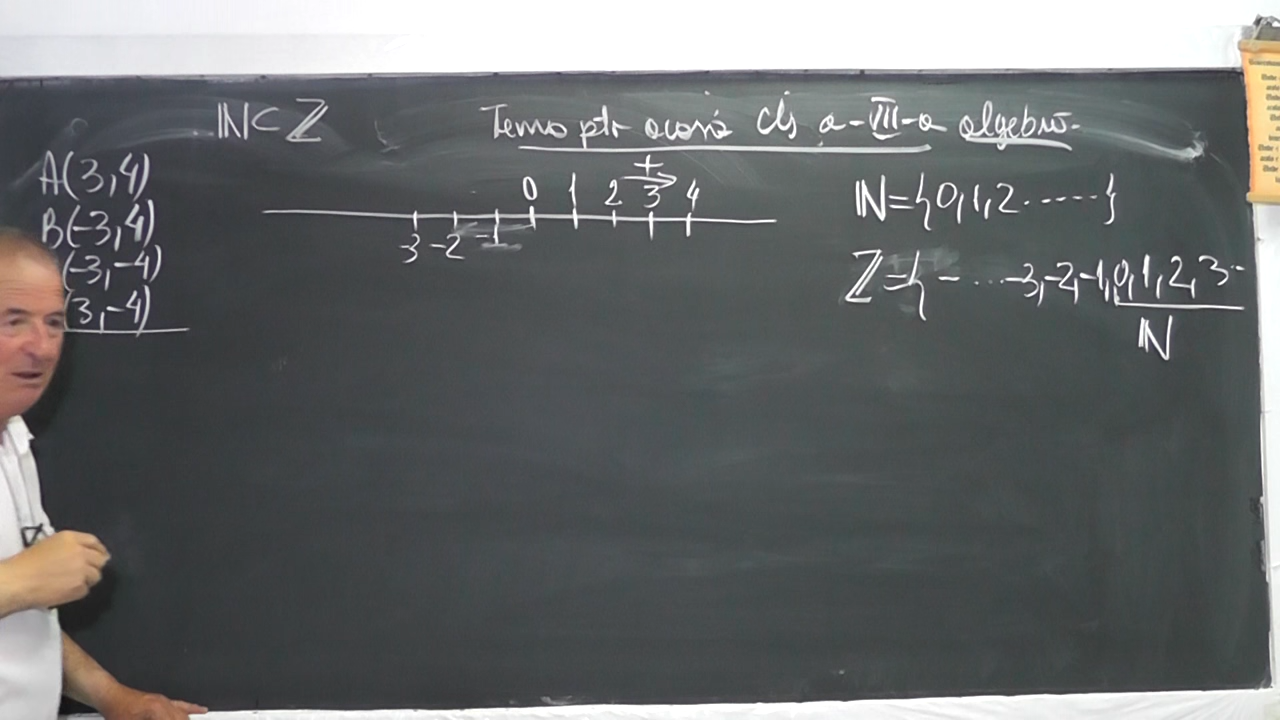 ℕ⊂ℤ
Tema ptr acasă cls a-VII-a algebră.
A(3,4)
B(-3,4)
(-3,-4)
(3,-4)
+
0 1 2 3 4
-3 -2 -1
ℕ={0,1,2.....}
ℤ={- ...-3,-2,-1,0,1,2,3..
ℕ